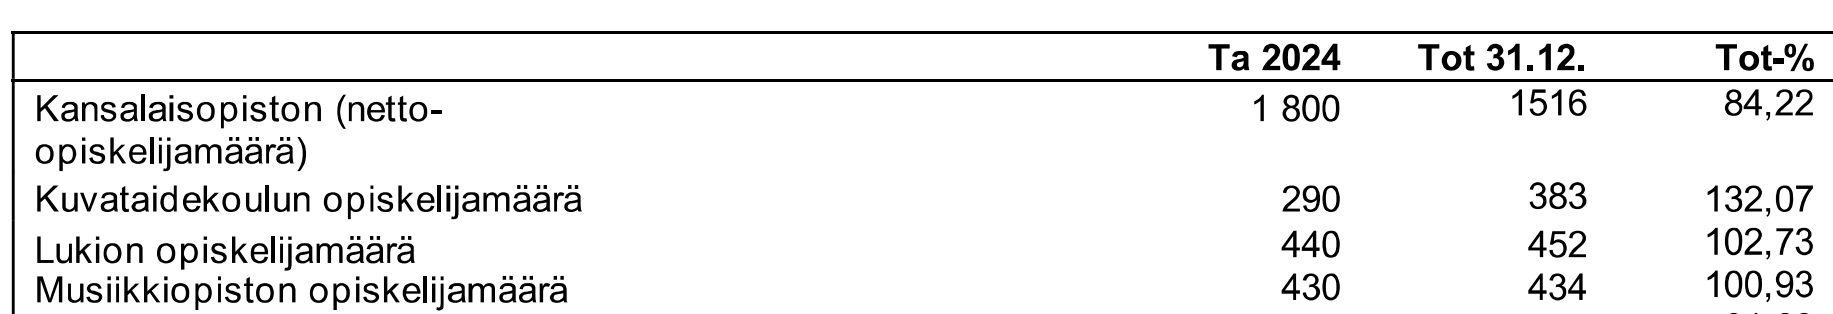 Ta 2024 Tot 31.12. Tot-%
Kansalaisopiston (netto- 1 800 1516 84,22
opiskelijamäärä)
Kuvataidekoulun opiskelijamäärä 290 383 132,07
Lukion opiskelijamäärä 440 452 102,73
Musiikkiopiston opiskelijamäärä 430 434 100,93